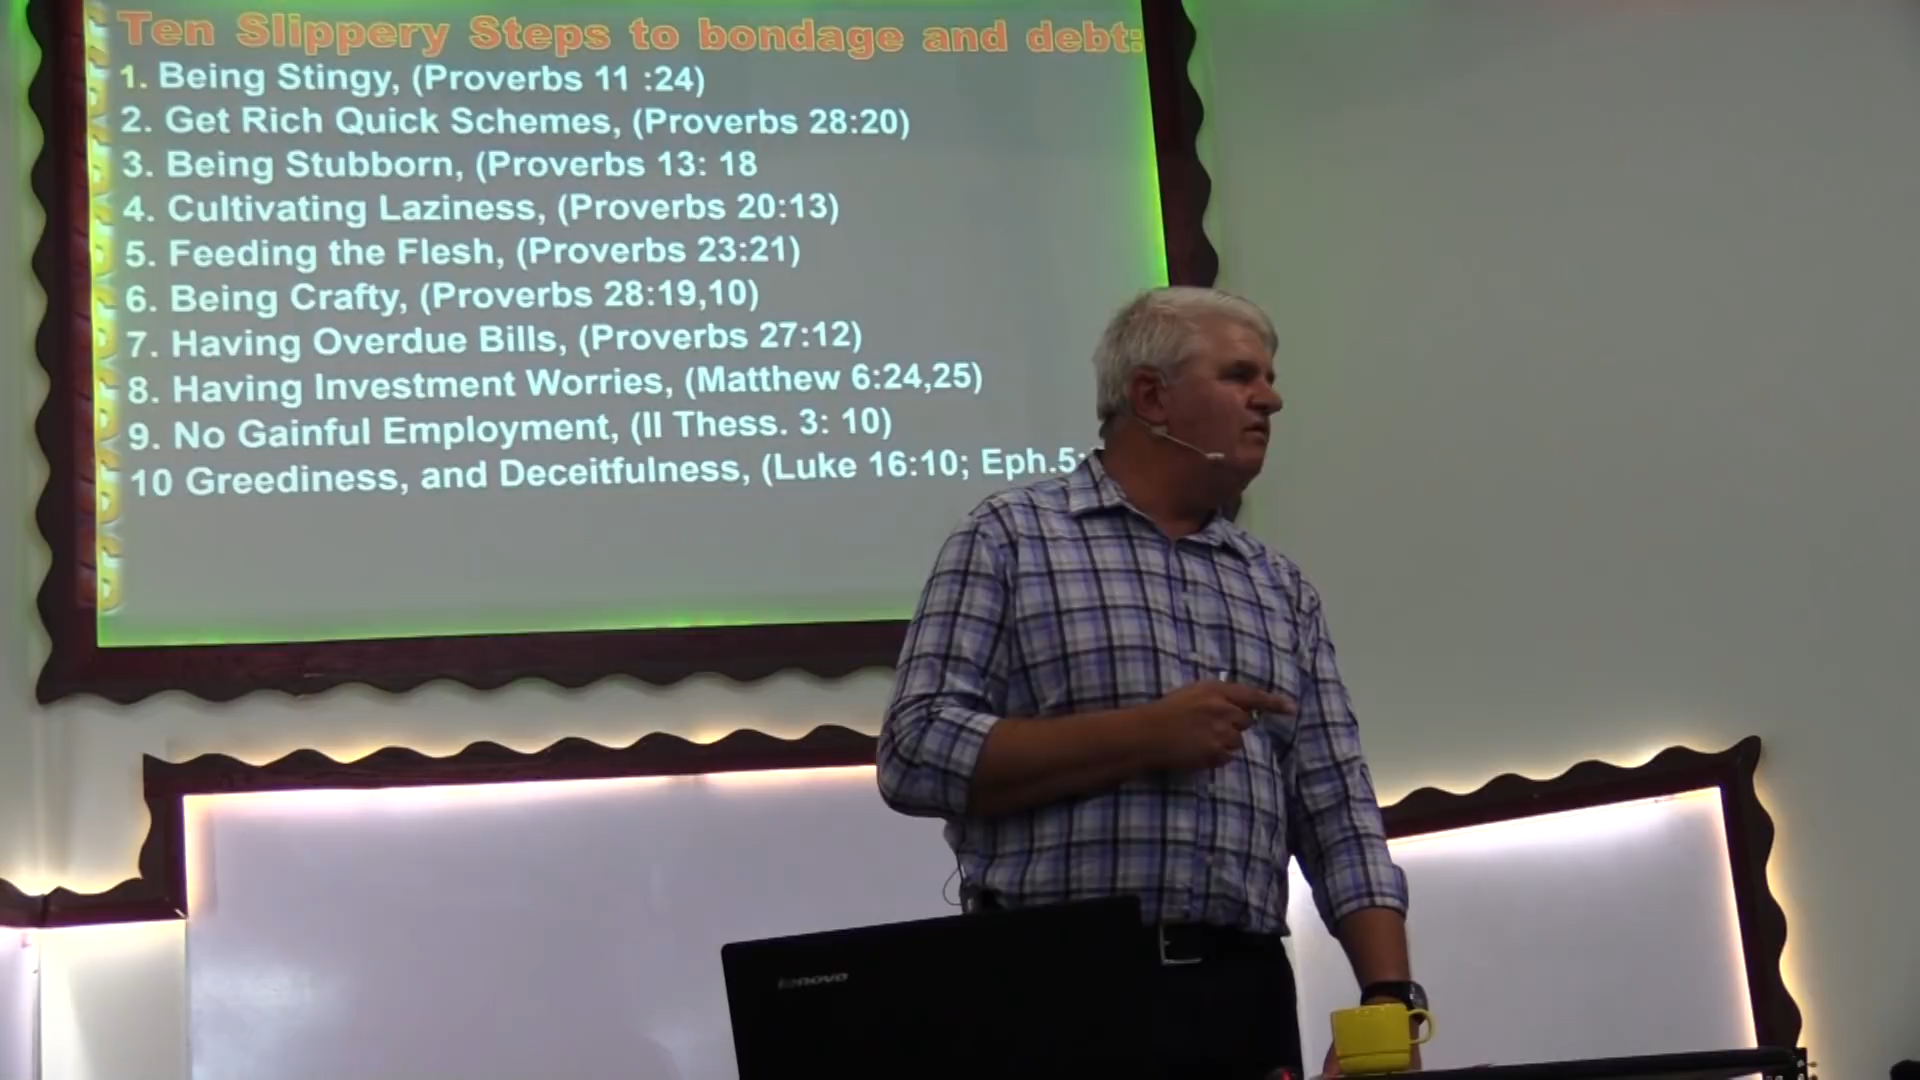 Ten Slippery Steps to bondage and debt:
1. Being Stingy, (Proverbs 11 :24)
2. Get Rich Quick Schemes, (Proverbs 28:20)
3. Being Stubborn, (Proverbs 13: 18
4. Cultivating Laziness, (Proverbs 20:13)
5. Feeding the Flesh, (Proverbs 23:21)
6. Being Crafty, (Proverbs 28:19,10)
7. Having Overdue Bills, (Proverbs 27:12)
8. Having Investment Worries, (Matthew 6:24,25)
9. No Gainful Employment, (II Thess. 3: 10)
10 Greediness, and Deceitfulness, (Luke 16:10; Eph.5:
lenovo